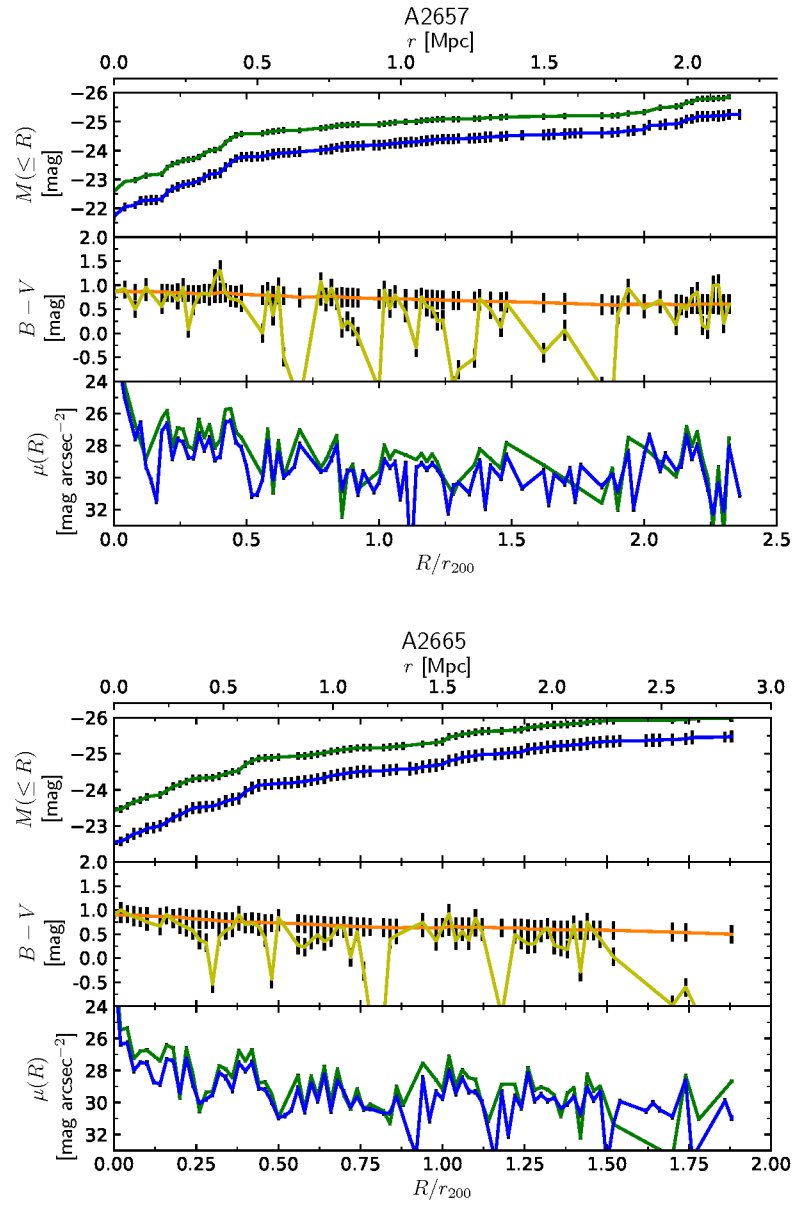 A2657
r [Mpc]
0.0 0.5 1.0 1.5 2.0
M(≤ R)
[mag]
−26
−25
−24
−23
−22
B − V
[mag]
2.0
1.5
1.0
0.5
0.0
-0.5
μ(R)
[mag arcsec⁻²]
24
26
28
30
32
0.0 0.5 1.0 1.5 2.0 2.5
R/r₂₀₀
A2665
r [Mpc]
0.0 0.5 1.0 1.5 2.0 2.5 3.0
M(≤ R)
[mag]
−26
−25
−24
−23
B − V
[mag]
2.0
1.5
1.0
0.5
0.0
-0.5
μ(R)
[mag arcsec⁻²]
24
26
28
30
32
0.00 0.25 0.50 0.75 1.00 1.25 1.50 1.75 2.00
R/r₂₀₀